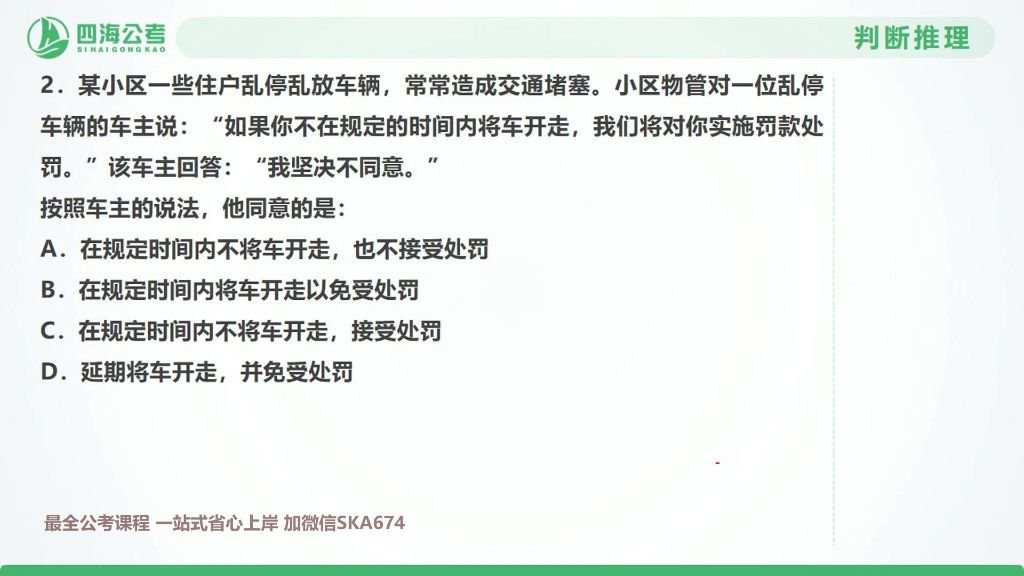 四海公考
SIHAIGONGKAO
判断推理
2．某小区一些住户乱停乱放车辆，常常造成交通堵塞。小区物管对一位乱停
车辆的车主说：“如果你不在规定的时间内将车开走，我们将对你实施罚款处
罚。”该车主回答：“我坚决不同意。”
按照车主的说法，他同意的是：
A．在规定时间内不将车开走，也不接受处罚
B．在规定时间内将车开走以免受处罚
C．在规定时间内不将车开走，接受处罚
D．延期将车开走，并免受处罚
最全公考课程 一站式省心上岸 加微信SKA674